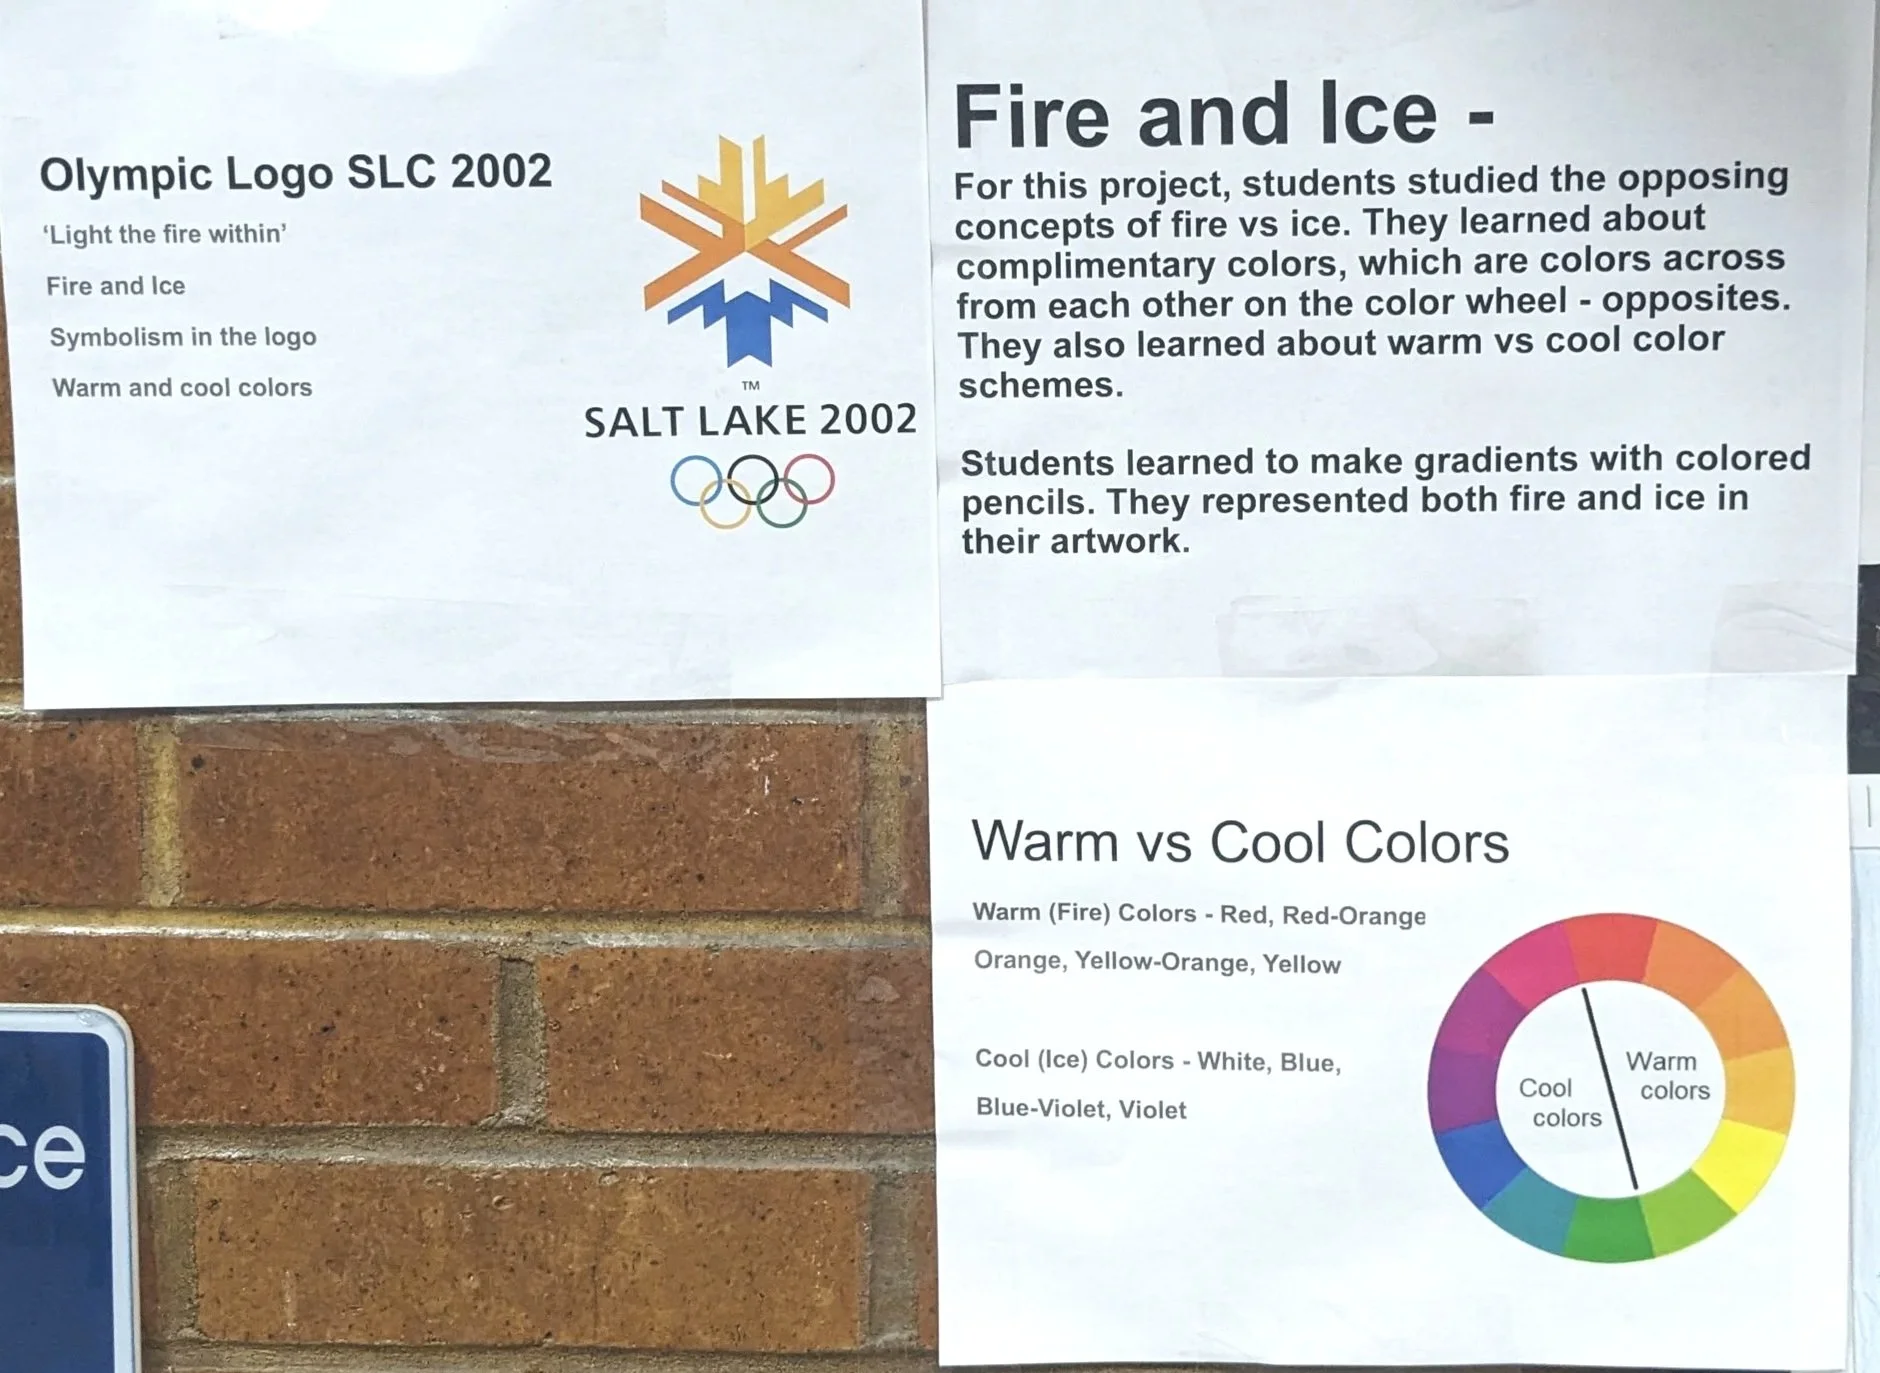 Olympic Logo SLC 2002
‘Light the fire within’
Fire and Ice
Symbolism in the logo
Warm and cool colors
TM
SALT LAKE 2002
Fire and Ice -
For this project, students studied the opposing
concepts of fire vs ice. They learned about
complimentary colors, which are colors across
from each other on the color wheel - opposites.
They also learned about warm vs cool color
schemes.
Students learned to make gradients with colored
pencils. They represented both fire and ice in
their artwork.
Warm vs Cool Colors
Warm (Fire) Colors - Red, Red-Orange
Orange, Yellow-Orange, Yellow
Cool (Ice) Colors - White, Blue,
Blue-Violet, Violet
Cool
colors
Warm
colors
ce